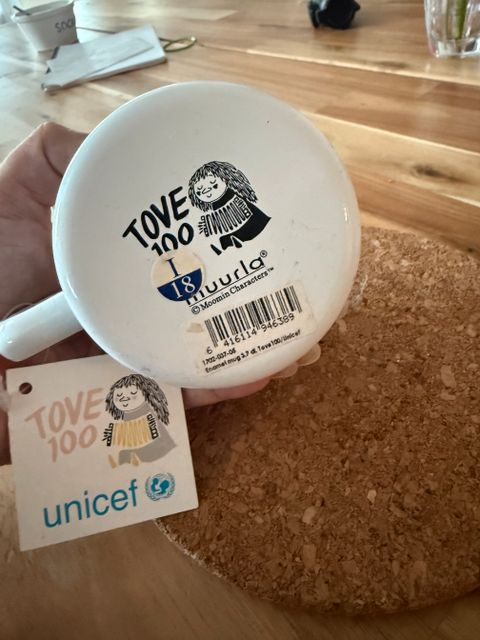 TOVE
100
I
18
muurla®
© Moomin Characters™
6 416114 946389
1702-037-06
Enamel mug 3.7 dl, Tove100/Unicef
TOVE
100
unicef